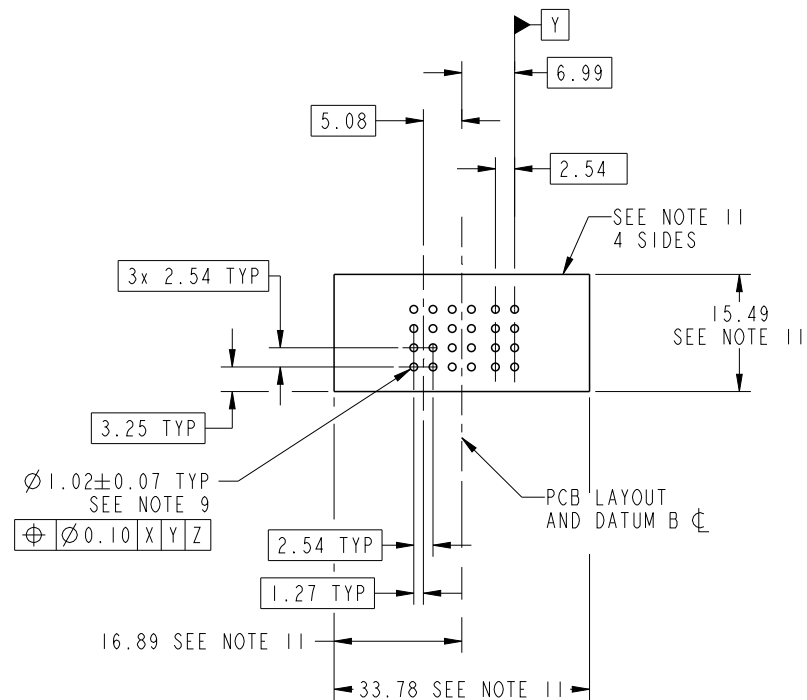 Y
6.99
5.08
2.54
SEE NOTE 11
4 SIDES
3x 2.54 TYP
15.49
SEE NOTE 11
3.25 TYP
Ø1.02±0.07 TYP
SEE NOTE 9
⌖ Ø0.10 X Y Z
PCB LAYOUT
AND DATUM B ℄
2.54 TYP
1.27 TYP
16.89 SEE NOTE 11
33.78 SEE NOTE 11